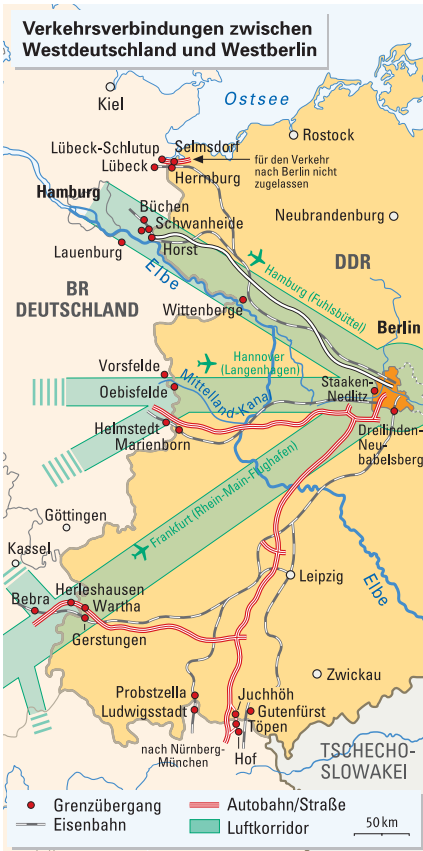 Verkehrsverbindungen zwischen
Westdeutschland und Westberlin
Kiel
Ostsee
Rostock
Lübeck-Schlutup
Selmsdorf
Lübeck
Herrnburg
für den Verkehr
nach Berlin nicht
zugelassen
Hamburg
Büchen
Schwanheide
Neubrandenburg
Lauenburg
Horst
Elbe
Hamburg (Fuhlsbüttel)
DDR
BR
DEUTSCHLAND
Wittenberge
Berlin
Vorsfelde
Hannover
(Langenhagen)
Oebisfelde
Mittelland-Kanal
Staaken-
Nedlitz
Helmstedt
Marienborn
Dreilinden-
Neu-
babelsberg
Frankfurt (Rhein-Main-Flughafen)
Göttingen
Kassel
Leipzig
Elbe
Herleshausen
Bebra
Wartha
Gerstungen
Zwickau
Probstzella
Juchhöh
Ludwigsstadt
Gutenfürst
Töpen
nach Nürnberg-
München
Hof
TSCHECHO-
SLOWAKEI
Grenzübergang
Autobahn/Straße
Eisenbahn
Luftkorridor
50 km